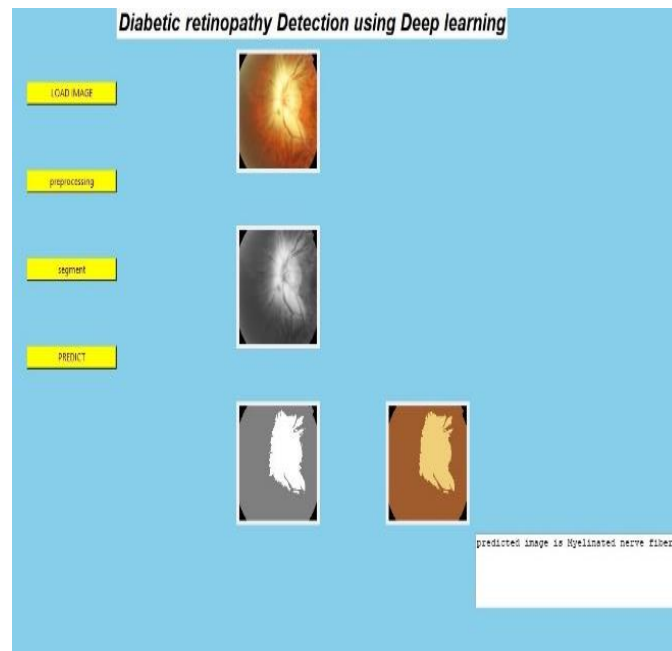 Diabetic retinopathy Detection using Deep learning
LOAD IMAGE
preprocessing
segment
PREDICT
predicted image is Myelinated nerve fiber